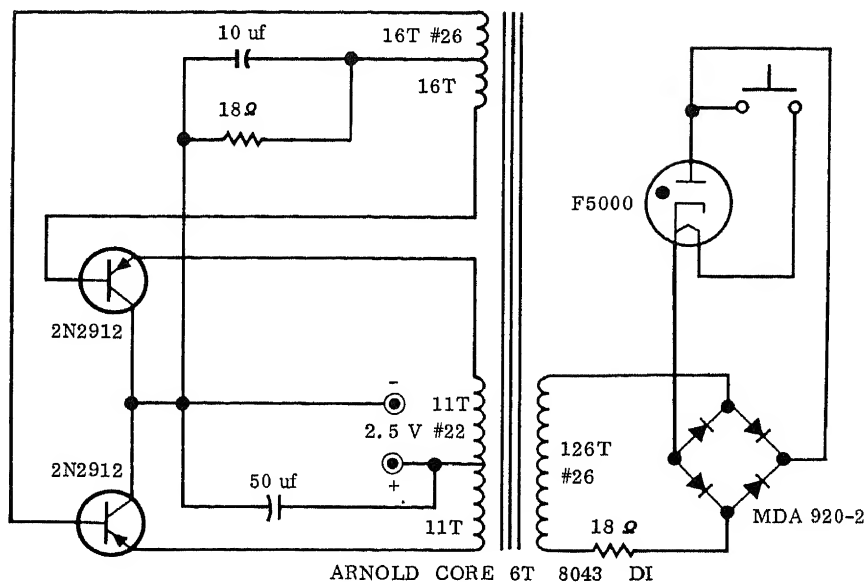 10 uf
16T #26
16T
18Ω
F5000
2N2912
-
11T
2.5 V #22
+
2N2912
50 uf
11T
126T
#26
18 Ω
MDA 920-2
ARNOLD CORE 6T 8043 DI